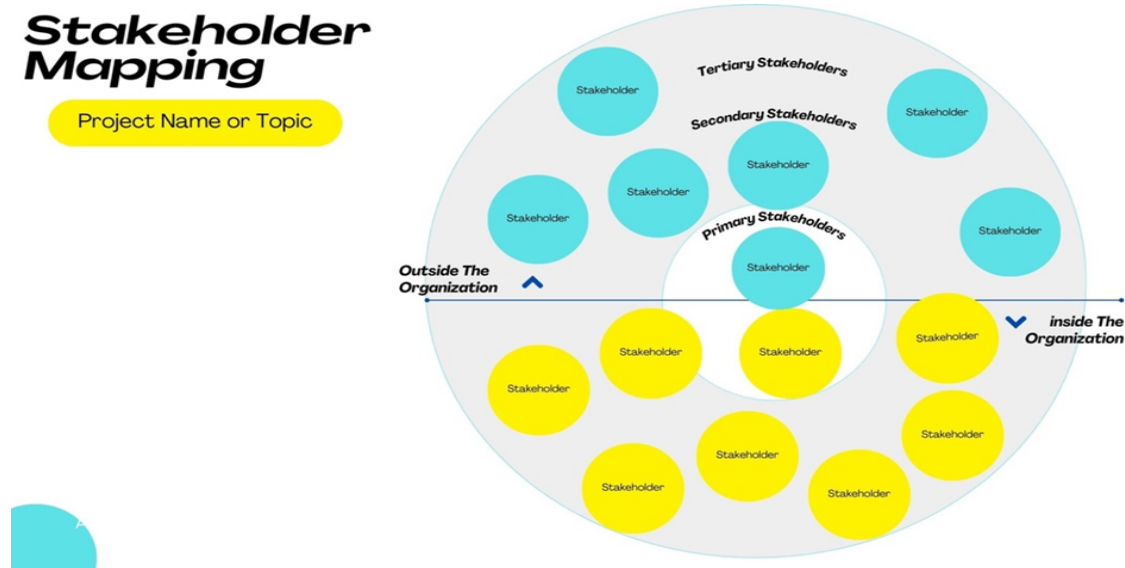 Stakeholder
Mapping
Project Name or Topic
Tertiary Stakeholders
Secondary Stakeholders
Primary Stakeholders
Stakeholder
Stakeholder
Stakeholder
Stakeholder
Stakeholder
Stakeholder
Stakeholder
Outside The
Organization
Stakeholder
inside The
Organization
Stakeholder
Stakeholder
Stakeholder
Stakeholder
Stakeholder
Stakeholder
Stakeholder
Stakeholder